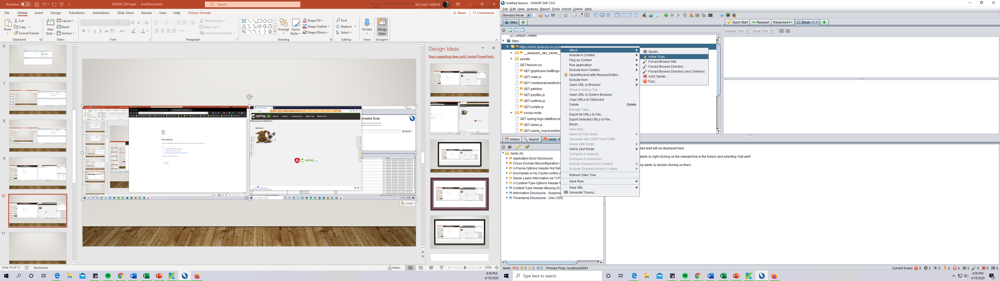 AutoSave Off
OWASP_ZAP.pptx - AutoRecovered
Search
MICHAEL HARRIS
File Home Insert Design Transitions Animations Slide Show Review View Help Picture Format
Share Comments
Paste
Cut
Copy
Format Painter
Clipboard
New Slide
Layout
Reset
Section
Slides
Font
Text Direction
Align Text
Convert to SmartArt
Paragraph
Arrange
Quick Styles
Shape Fill
Shape Outline
Shape Effects
Drawing
Find
Replace
Select
Editing
Dictate
Voice
Design Ideas
Designer
6
7
8
9
10
11
No internet
HOME
spring
Welcome to Petclinic
Welcome
spring
omated Scan
(Ctrl)
Design Ideas
Stop suggesting ideas until I restart PowerPoint.
Slide 10 of 17 Recovered
Notes
100%
4:38 PM
4/19/2020
Untitled Session - OWASP ZAP 2.9.0
File Edit View Analyse Report Tools Import Online Help
Standard Mode
Sites
Quick Start Request Response Break
Header: Text Body: Text
Default Context
Sites
https://clinic.doveryai-no-prov
__webpack_dev_server__
assets
GET:favicon.ico
GET:glyphicons-halflings-
GET:main.js
GET:montserrat-webfont.w
GET:petclinic
GET:polyfills.js
GET:runtime.js
GET:scripts.js
sockjs-node
GET:spring-logo-dataflow.pn
GET:styles.js
GET:varela_round-webfon
Attack
Include in Context
Flag as Context
Run application
Exclude from Context
Open/Resend with Request Editor...
Exclude from
Open URL in Browser
Show in History Tab
Open URL in System Browser
Copy URLs to Clipboard
Delete Delete
Manage Tags...
Export All URLs to File...
Export Selected URLs to File...
Break...
New Alert...
Alerts for This Node
Generate Anti-CSRF Test FORM
Invoke with Script...
Add to Zest Script
Compare 2 requests
Compare 2 responses
Include Channel Url in Context
Exclude Channel Url from Context
Refresh Sites Tree
Save Raw
Save XML
Generate Tokens...
Spider...
Active Scan...
Forced Browse Site
Forced Browse Directory
Forced Browse Directory (and Children)
AJAX Spider...
Fuzz...
History Search Alerts
Alerts (9)
Application Error Disclosure
Cross-Domain Misconfiguration (
X-Frame-Options Header Not Set
Incomplete or No Cache-control a
Server Leaks Information via "X-P
X-Content-Type-Options Header M
Content-Type Header Missing (5)
Information Disclosure - Suspicio
Timestamp Disclosure - Unix (160)
cted alert will be displayed here.
alerts by right clicking on the relevant line in the history and selecting 'Add alert'.
ng alerts by double clicking on them.
Alerts 0 3 3 3 Primary Proxy: localhost:8081
Current Scans 0 0 0 0 0 0 0 0 0
Type here to search
4:38 PM
4/19/2020